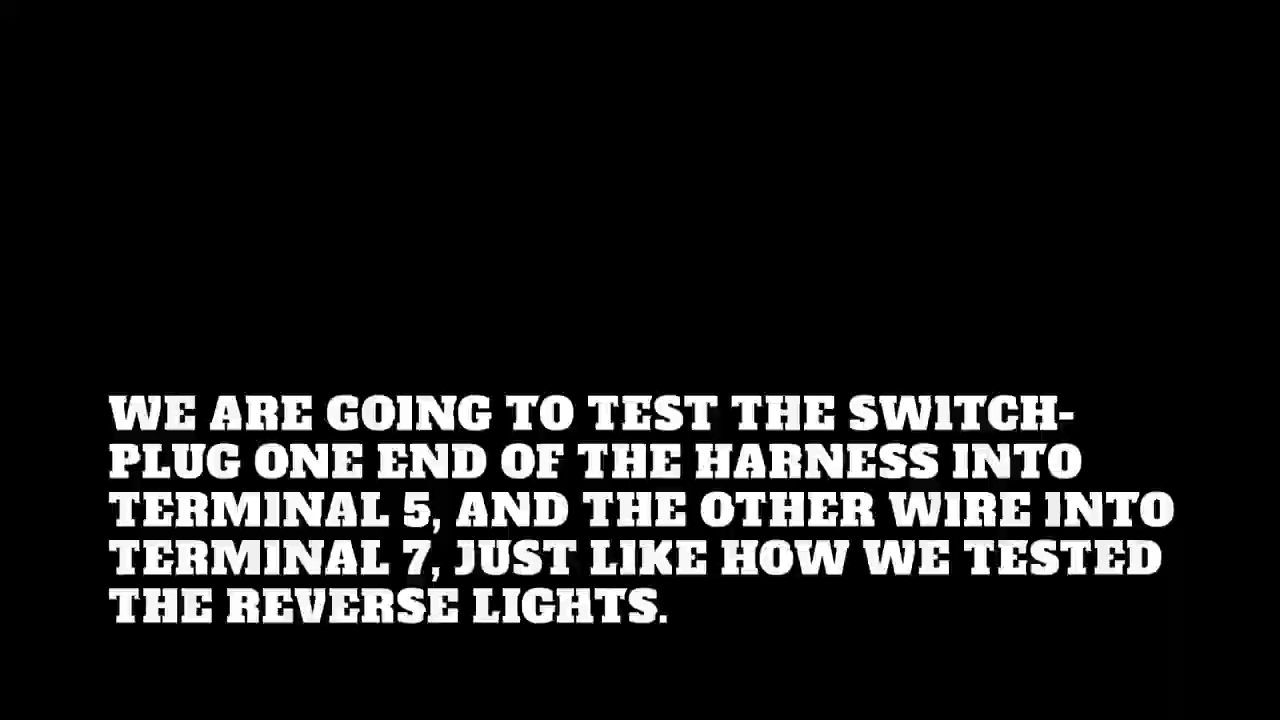 WE ARE GOING TO TEST THE SWITCH-
PLUG ONE END OF THE HARNESS INTO
TERMINAL 5, AND THE OTHER WIRE INTO
TERMINAL 7, JUST LIKE HOW WE TESTED
THE REVERSE LIGHTS.